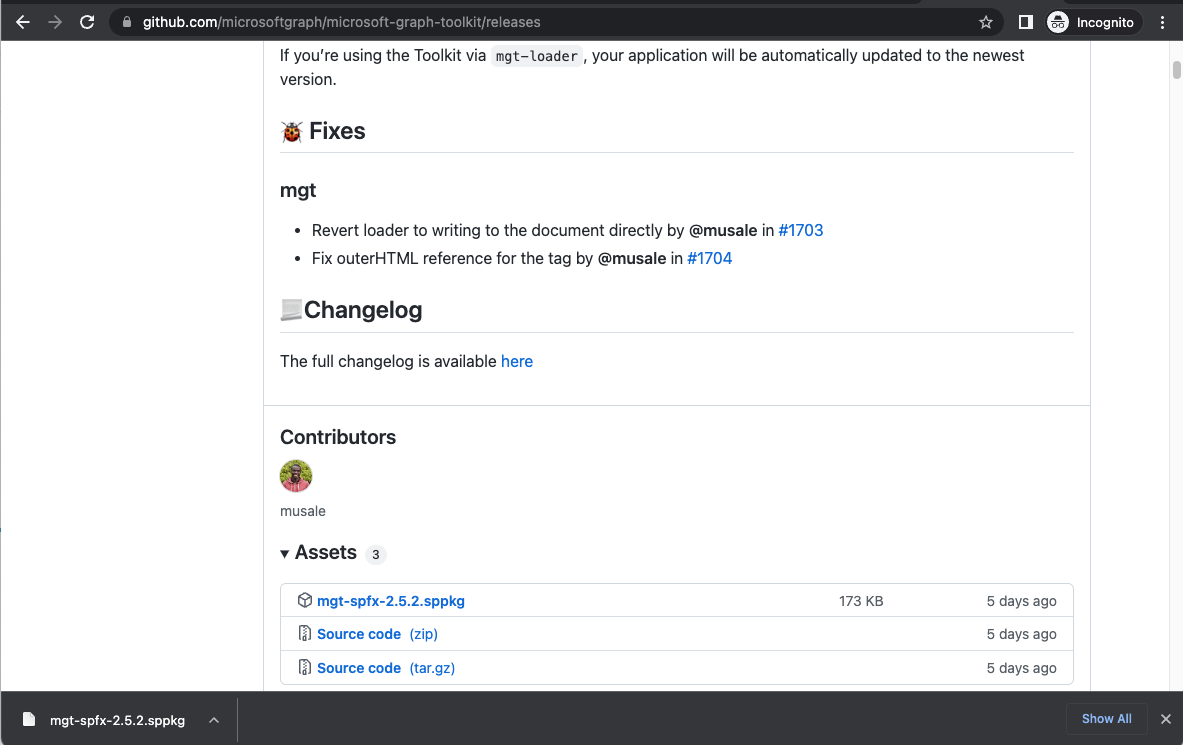 github.com/microsoftgraph/microsoft-graph-toolkit/releases
Incognito
If you’re using the Toolkit via mgt-loader, your application will be automatically updated to the newest
version.
🐞 Fixes
mgt
• Revert loader to writing to the document directly by @musale in #1703
• Fix outerHTML reference for the tag by @musale in #1704
Changelog
The full changelog is available here
Contributors
musale
Assets 3
mgt-spfx-2.5.2.sppkg 173 KB 5 days ago
Source code (zip) 5 days ago
Source code (tar.gz) 5 days ago
mgt-spfx-2.5.2.sppkg
Show All